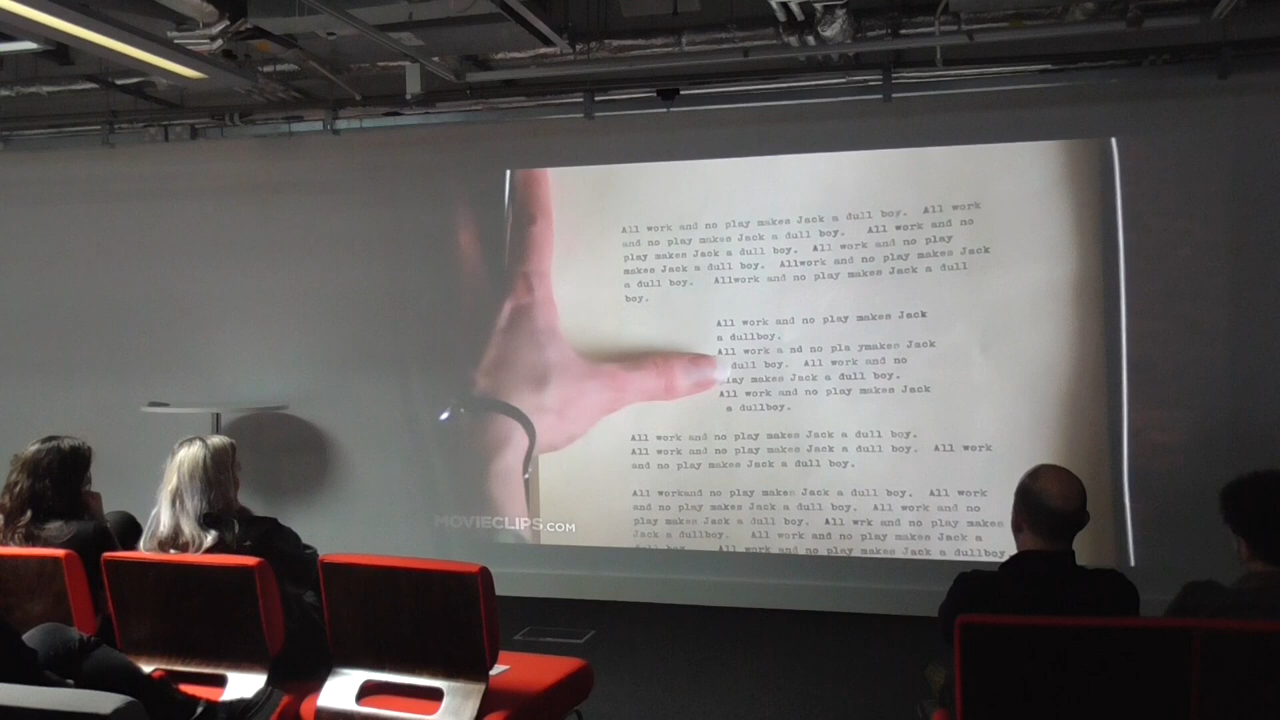 All work and no play makes Jack a dull boy.  All work
and no play makes Jack a dull boy.   All work and no
play makes Jack a dull boy.  All work and no play
makes Jack a dull boy.  Allwork and no play makes Jack
a dull boy.   Allwork and no play makes Jack a dull
boy.
All work and no play makes Jack
a dullboy.
All work a nd no pla ymakes Jack
dull boy.  All work and no
lay makes Jack a dull boy.
All work and no play makes Jack
a dullboy.
All work and no play makes Jack a dull boy.
All work and no play makes Jack a dull boy.  All work
and no play makes Jack a dull boy.
All workand no play makes Jack a dull boy.  All work
and no play makes Jack a dull boy.  All work and no
play makes Jack a dull boy.  All wrk and no play makes
Jack a dull boy.   All work and no play makes Jack a
All work and no play makes Jack a dullboy.
MOVIECLIPS.COM